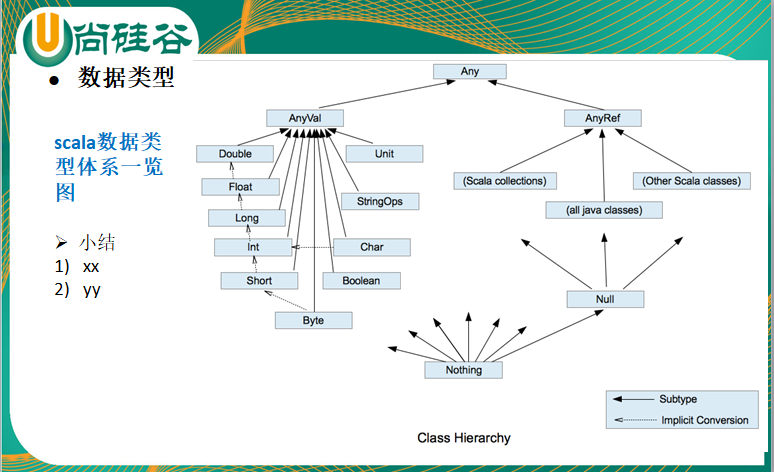 尚硅谷
● 数据类型
scala数据类
型体系一览
图
➢ 小结
1) xx
2) yy
Any
AnyVal
AnyRef
Double
Unit
Float
(Scala collections)
(Other Scala classes)
StringOps
Long
(all java classes)
Int
Char
Short
Boolean
Null
Byte
Nothing
Subtype
Implicit Conversion
Class Hierarchy